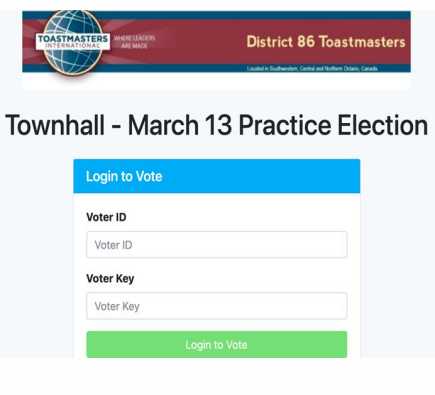 TOASTMASTERS
INTERNATIONAL
WHERE LEADERS
ARE MADE
District 86 Toastmasters
Located in Southwestern, Central and Northern Ontario, Canada.
Townhall - March 13 Practice Election
Login to Vote
Voter ID
Voter ID
Voter Key
Voter Key
Login to Vote